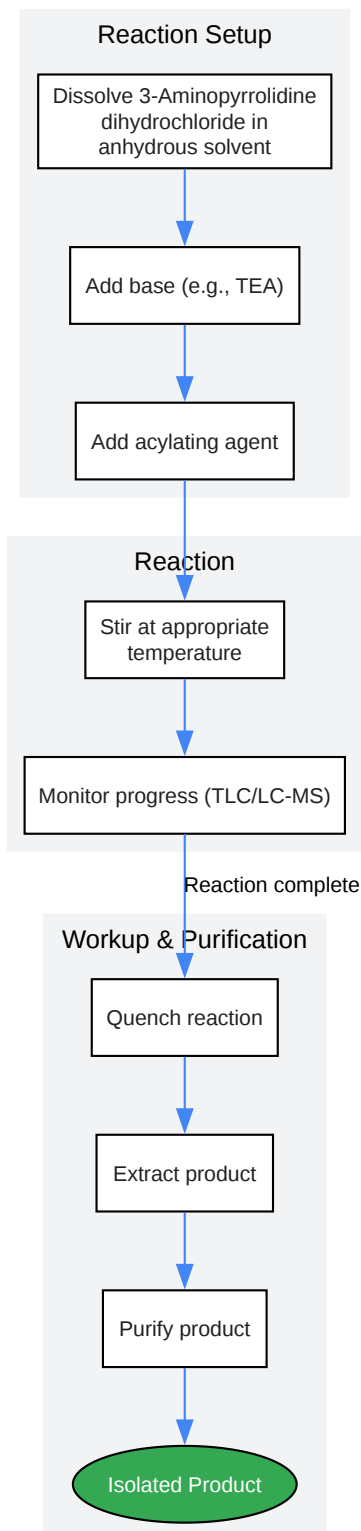 Reaction Setup
Dissolve 3-Aminopyrrolidine
dihydrochloride in
anhydrous solvent
Add base (e.g., TEA)
Add acylating agent
Reaction
Stir at appropriate
temperature
Monitor progress (TLC/LC-MS)
Reaction complete
Workup & Purification
Quench reaction
Extract product
Purify product
Isolated Product